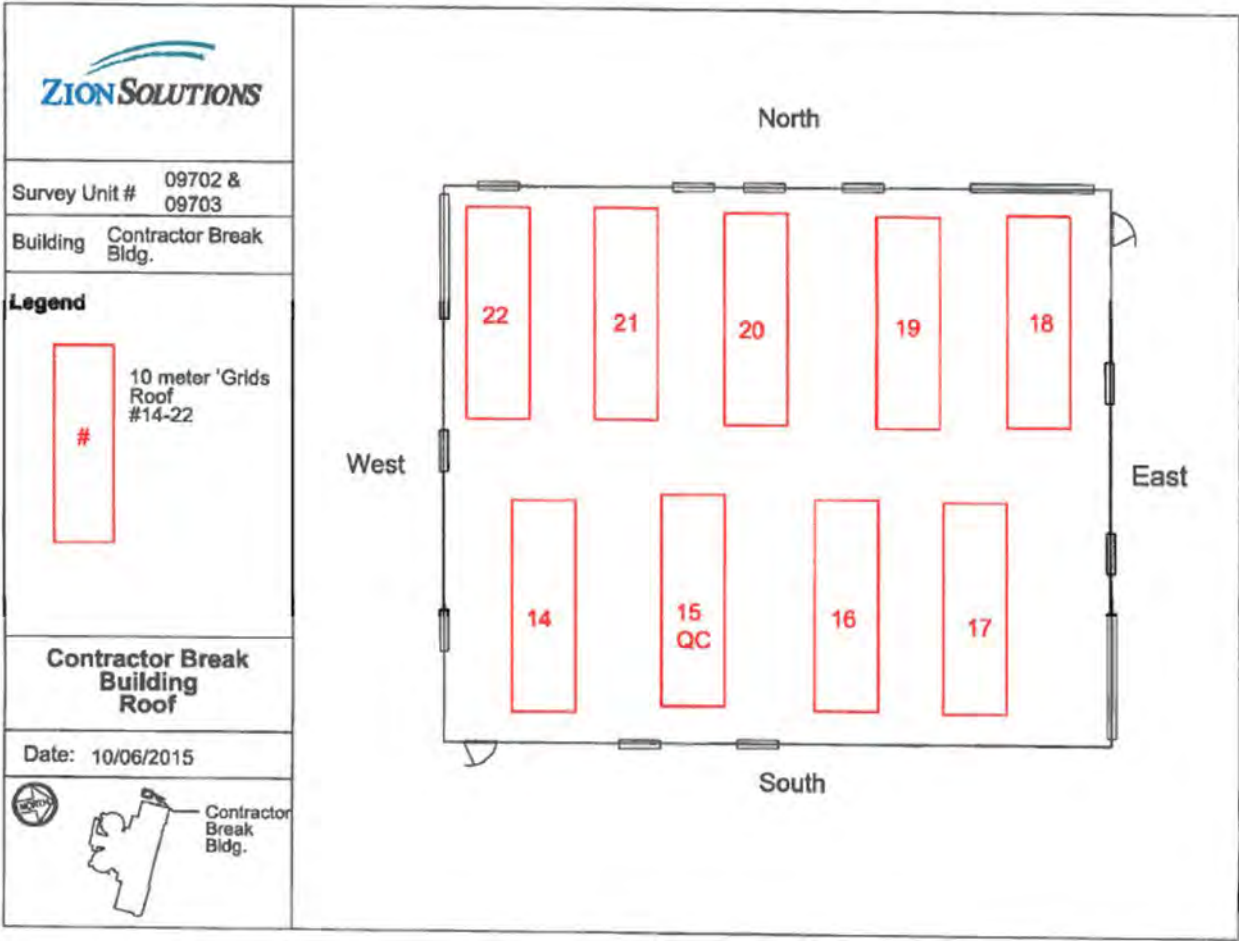 ZION SOLUTIONS
Survey Unit # 09702 &
09703
Building Contractor Break
Bldg.
Legend
#
10 meter 'Grids
Roof
#14-22
Contractor Break
Building
Roof
Date: 10/06/2015
NORTH
Contractor
Break
Bldg.
North
22 21 20 19 18
West
East
14 15 16 17
QC
South